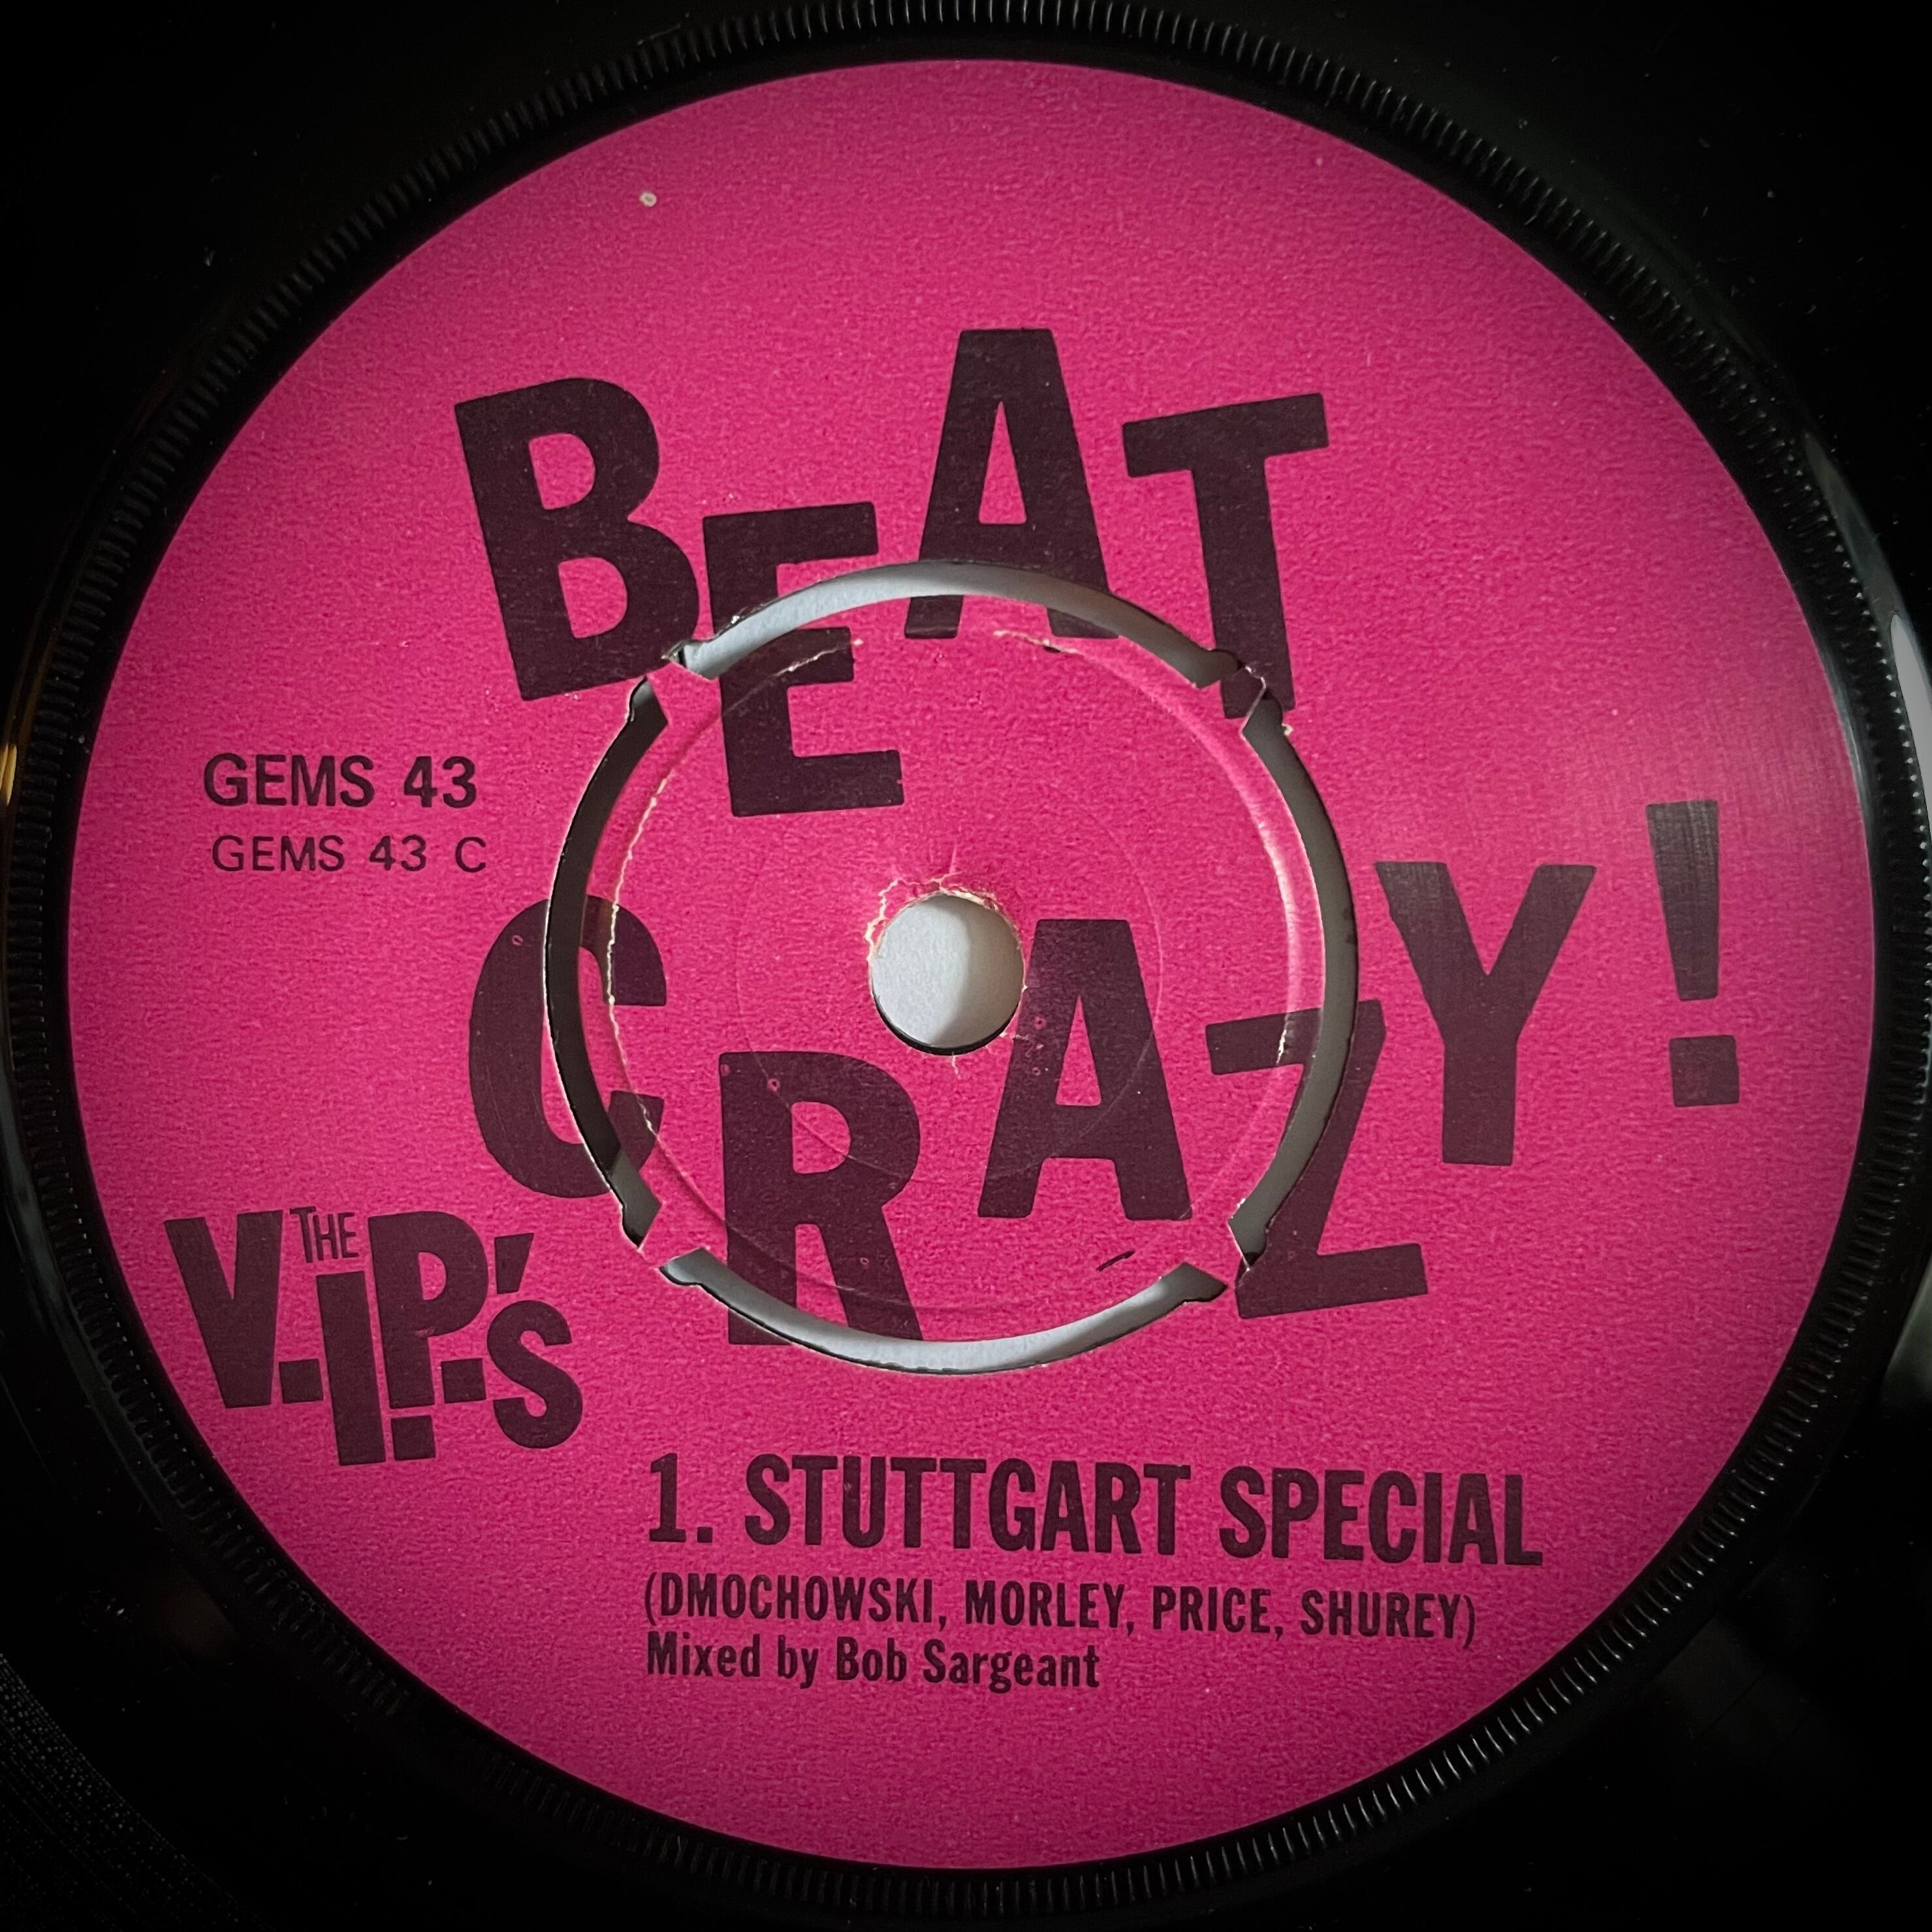 BEAT
GEMS 43
GEMS 43 C
CRAZY!
THE
V.I.P.'s
1. STUTTGART SPECIAL
(DMOCHOWSKI, MORLEY, PRICE, SHUREY)
Mixed by Bob Sargeant